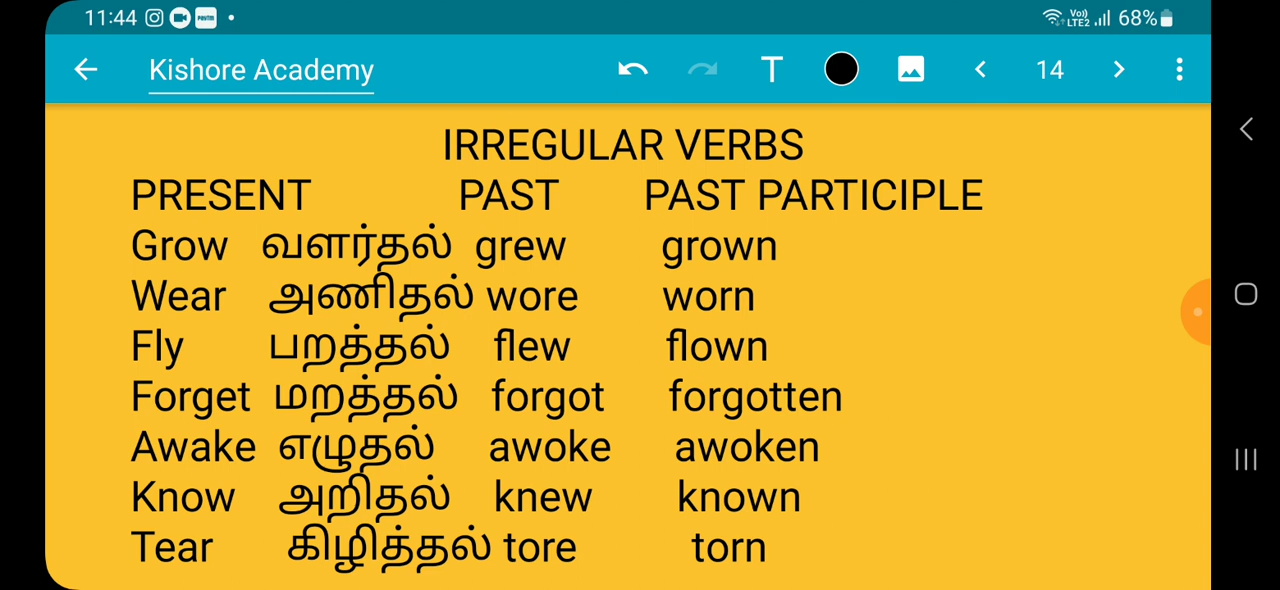 11:44 Vo) LTE2 68%
Kishore Academy T 14
IRREGULAR VERBS
PRESENT PAST PAST PARTICIPLE
Grow வளர்தல் grew grown
Wear அணிதல் wore worn
Fly பறத்தல் flew flown
Forget மறத்தல் forgot forgotten
Awake எழுதல் awoke awoken
Know அறிதல் knew known
Tear கிழித்தல் tore torn